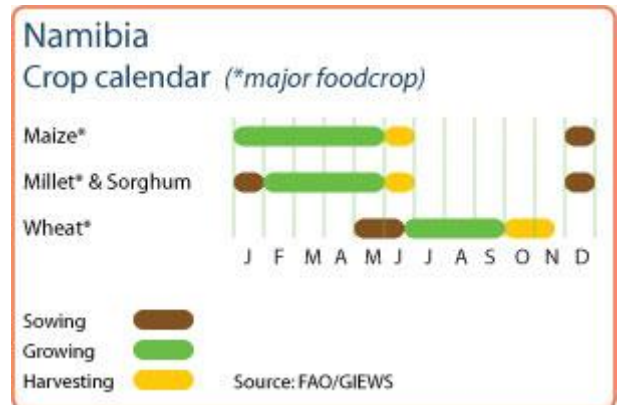 Namibia
Crop calendar (*major foodcrop)
Maize*
Millet* & Sorghum
Wheat*
J F M A M J J A S O N D
Sowing
Growing
Harvesting
Source: FAO/GIEWS